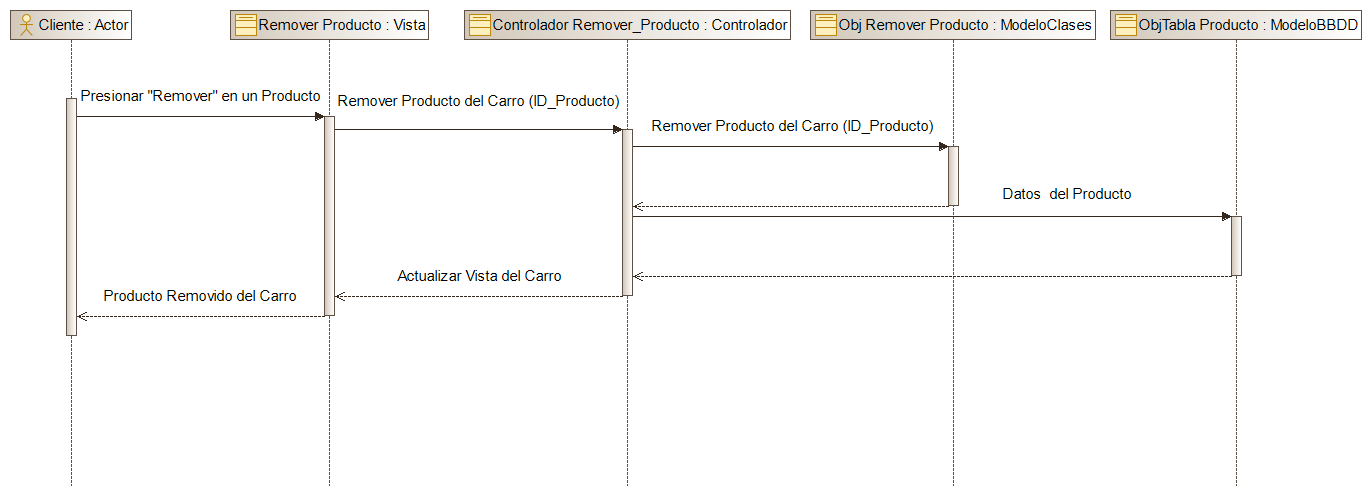 Cliente : Actor
Remover Producto : Vista
Controlador Remover_Producto : Controlador
Obj Remover Producto : ModeloClases
ObjTabla Producto : ModeloBBDD
Presionar "Remover" en un Producto
Remover Producto del Carro (ID_Producto)
Remover Producto del Carro (ID_Producto)
Datos  del Producto
Actualizar Vista del Carro
Producto Removido del Carro